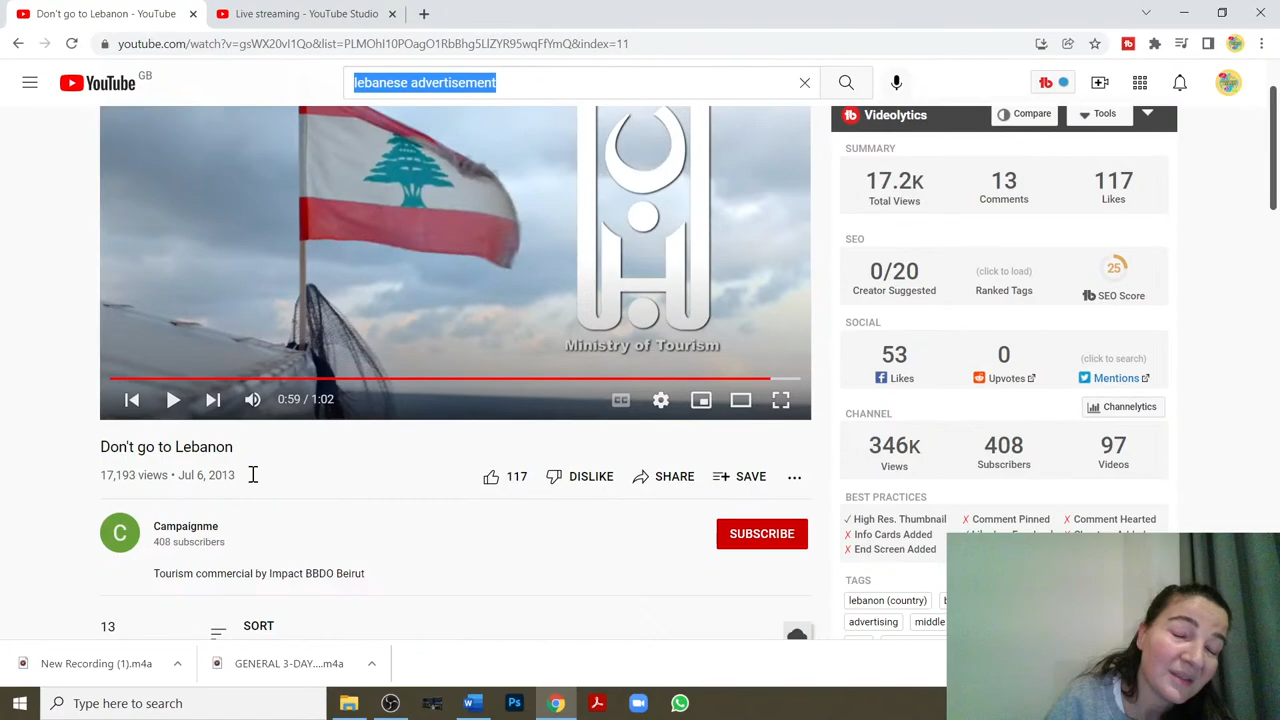 Don't go to Lebanon - YouTube
Live streaming - YouTube Studio
youtube.com/watch?v=gsWX20vI1Qo&list=PLMOhI10POagO1RbBhg5LlZYR95wqFfYmQ&index=11
YouTube GB
lebanese advertisement
tb
Ministry of Tourism
0:59 / 1:02
Don't go to Lebanon
17,193 views • Jul 6, 2013
117 DISLIKE SHARE SAVE
C
Campaignme
408 subscribers
SUBSCRIBE
Tourism commercial by Impact BBDO Beirut
13
SORT
tb Videolytics
Compare Tools
SUMMARY
17.2K 13 117
Total Views Comments Likes
SEO
0/20 (click to load) 25
Creator Suggested Ranked Tags tb SEO Score
SOCIAL
53 0 (click to search)
Likes Upvotes Mentions
CHANNEL
Channelytics
346K 408 97
Views Subscribers Videos
BEST PRACTICES
√ High Res. Thumbnail X Comment Pinned X Comment Hearted
X Info Cards Added
X End Screen Added
TAGS
lebanon (country)
advertising middle
New Recording (1).m4a
GENERAL 3-DAY....m4a
Type here to search